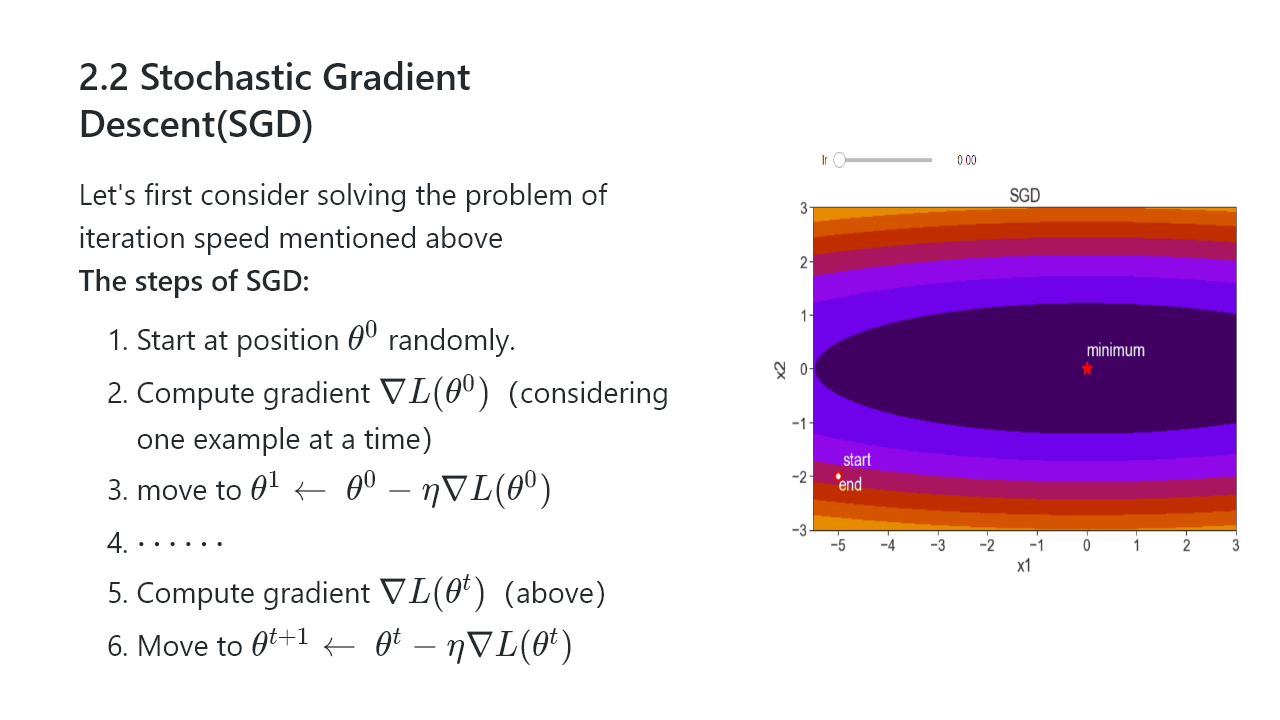 2.2 Stochastic Gradient
Descent(SGD)
Let's first consider solving the problem of
iteration speed mentioned above
The steps of SGD:
1. Start at position θ⁰ randomly.
2. Compute gradient ∇L(θ⁰) (considering
one example at a time)
3. move to θ¹ ← θ⁰ − η∇L(θ⁰)
4. ⋯⋯
5. Compute gradient ∇L(θᵗ) (above)
6. Move to θᵗ⁺¹ ← θᵗ − η∇L(θᵗ)
lr 0.00
SGD
3
2
1
0
−1
−2
−3
x2
minimum
start
end
−5 −4 −3 −2 −1 0 1 2 3
x1